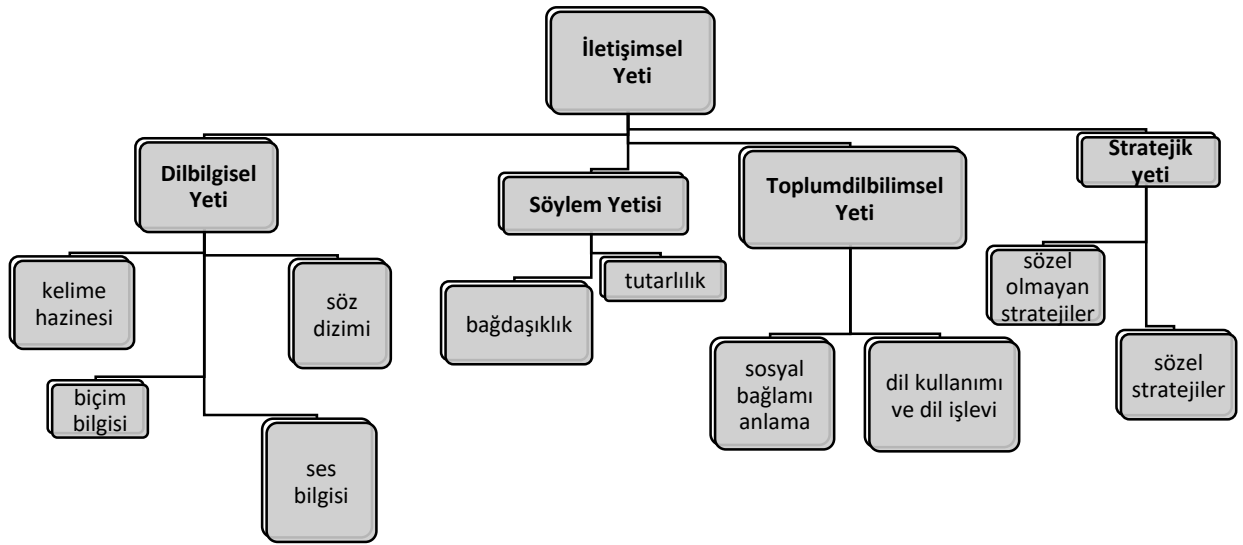 İletişimsel
Yeti
Dilbilgisel
Yeti
Söylem Yetisi
Toplumdilbilimsel
Yeti
Stratejik
yeti
kelime
hazinesi
söz
dizimi
biçim
bilgisi
ses
bilgisi
bağdaşıklık
tutarlılık
sosyal
bağlamı
anlama
dil kullanımı
ve dil işlevi
sözel
olmayan
stratejiler
sözel
stratejiler